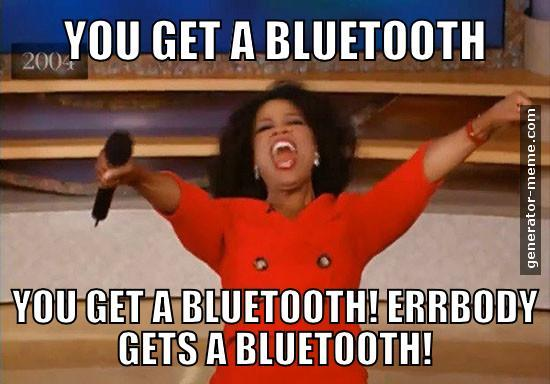 YOU GET A BLUETOOTH
2004
generator-meme.com
YOU GET A BLUETOOTH! ERRBODY
GETS A BLUETOOTH!